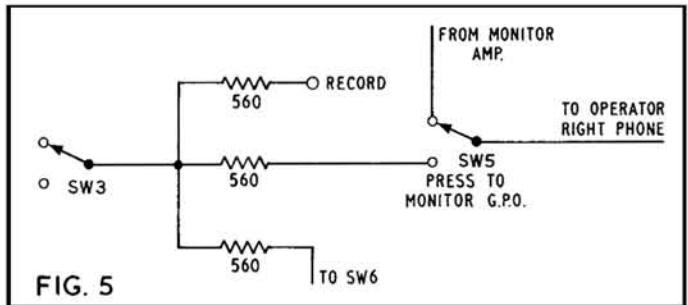 FROM MONITOR
AMP.
RECORD
560
TO OPERATOR
RIGHT PHONE
SW3
560
SW5
PRESS TO
MONITOR G.P.O.
560
TO SW6
FIG. 5